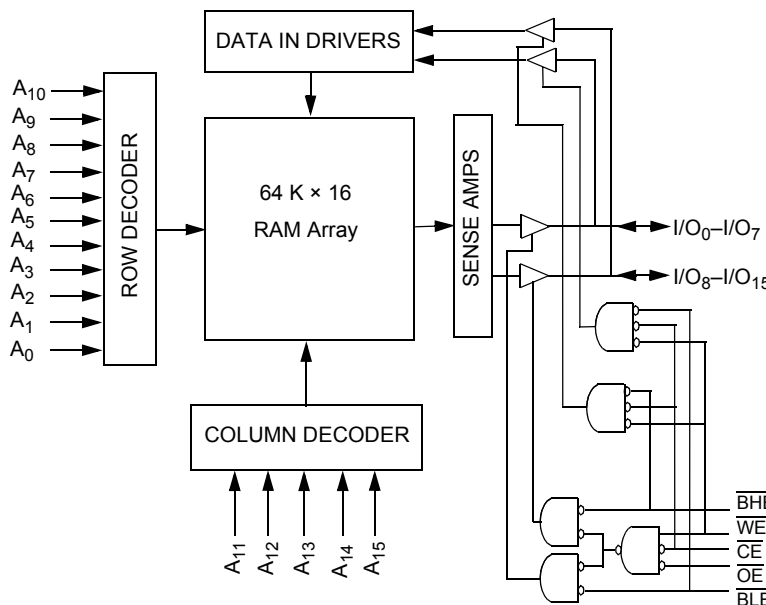 DATA IN DRIVERS
A10
A9
A8
A7
A6
A5
A4
A3
A2
A1
A0
ROW DECODER
64 K × 16
RAM Array
SENSE AMPS
I/O0–I/O7
I/O8–I/O15
COLUMN DECODER
A11
A12
A13
A14
A15
BHE
WE
CE
OE
BLE